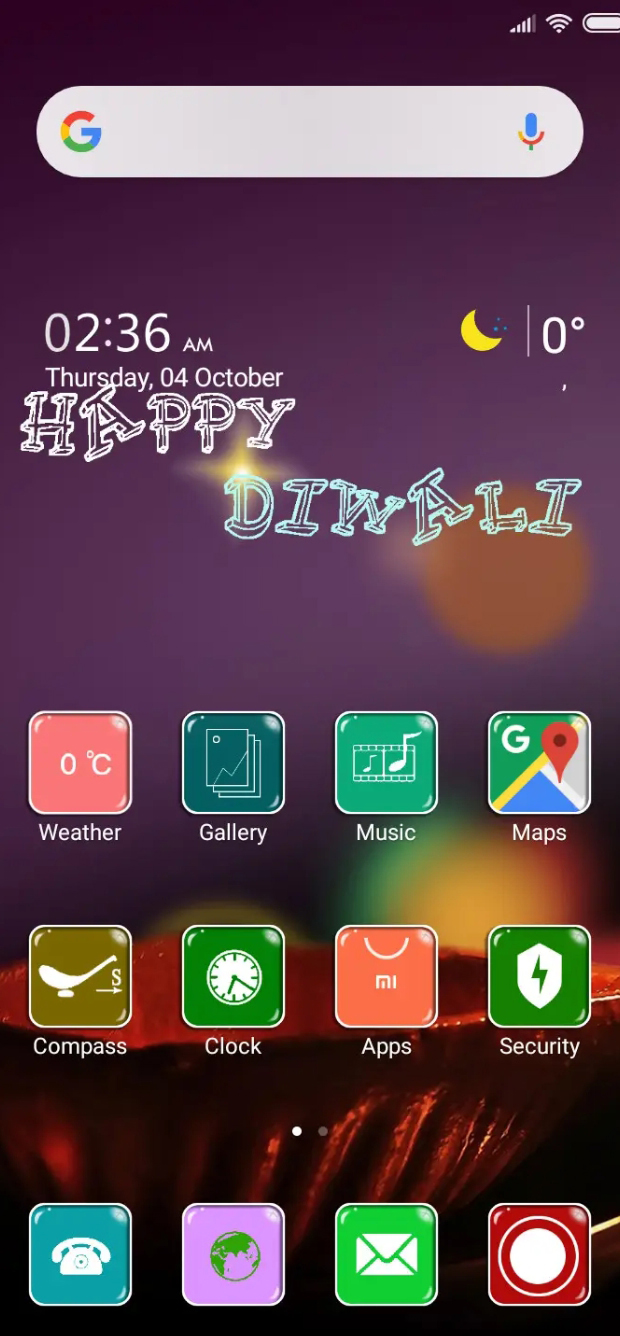 02:36 AM
0°
Thursday, 04 October
,
HAPPY
DIWALI
0 ℃
Weather
Gallery
Music
G
Maps
S
mi
Compass
Clock
Apps
Security